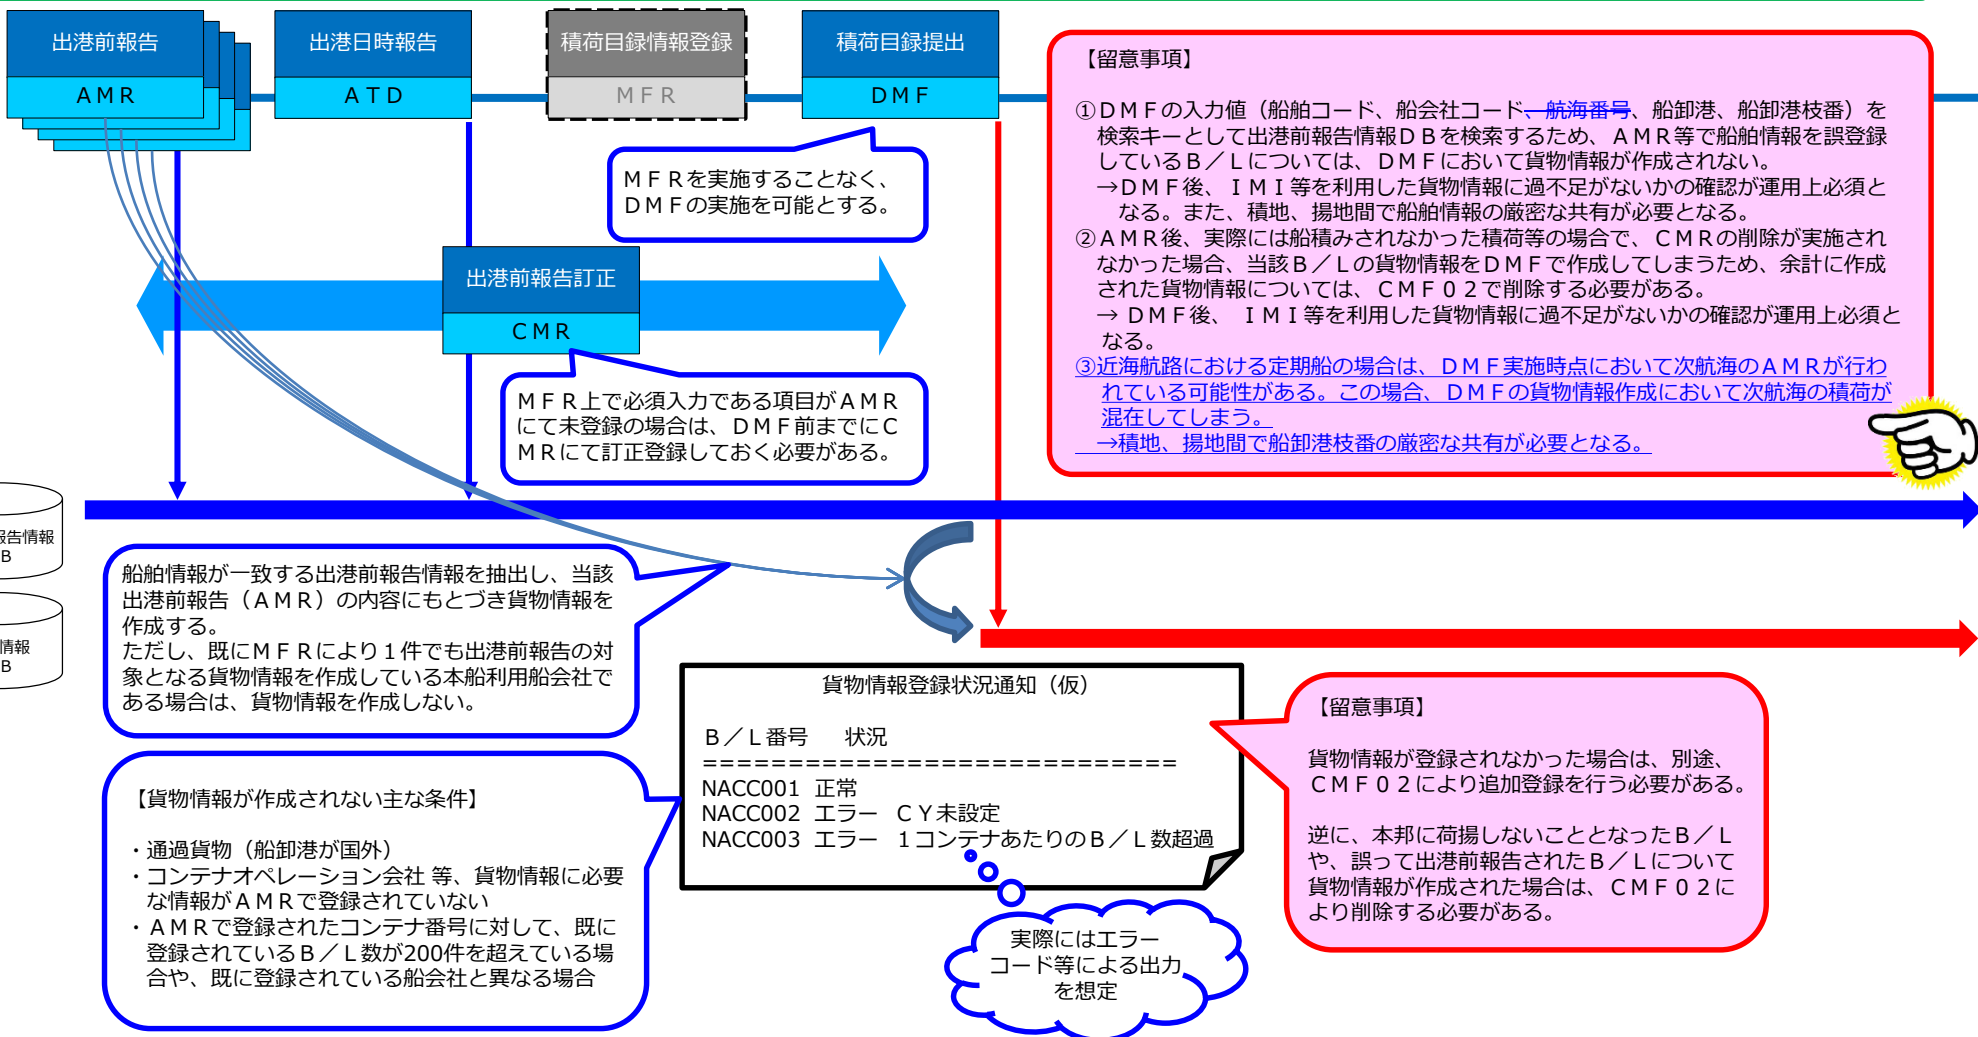 出港前報告
AMR
出港日時報告
ATD
積荷目録情報登録
MFR
積荷目録提出
DMF
【留意事項】
①DMFの入力値（船舶コード、船会社コード、航海番号、船卸港、船卸港枝番）を
検索キーとして出港前報告情報DBを検索するため、AMR等で船舶情報を誤登録
しているB／Lについては、DMFにおいて貨物情報が作成されない。
→DMF後、IMI等を利用した貨物情報に過不足がないかの確認が運用上必須と
なる。また、積地、揚地間で船舶情報の厳密な共有が必要となる。
②AMR後、実際には船積みされなかった積荷等の場合で、CMRの削除が実施され
なかった場合、当該B／Lの貨物情報をDMFで作成してしまうため、余計に作成
された貨物情報については、CMF02で削除する必要がある。
→ DMF後、 IMI等を利用した貨物情報に過不足がないかの確認が運用上必須と
なる。
③近海航路における定期船の場合は、DMF実施時点において次航海のAMRが行わ
れている可能性がある。この場合、DMFの貨物情報作成において次航海の積荷が
混在してしまう。
→積地、揚地間で船卸港枝番の厳密な共有が必要となる。
MFRを実施することなく、
DMFの実施を可能とする。
出港前報告訂正
CMR
MFR上で必須入力である項目がAMR
にて未登録の場合は、DMF前までにC
MRにて訂正登録しておく必要がある。
報告情報
B
情報
B
船舶情報が一致する出港前報告情報を抽出し、当該
出港前報告（AMR）の内容にもとづき貨物情報を
作成する。
ただし、既にMFRにより1件でも出港前報告の対
象となる貨物情報を作成している本船利用船会社で
ある場合は、貨物情報を作成しない。
【貨物情報が作成されない主な条件】
・通過貨物（船卸港が国外）
・コンテナオペレーション会社 等、貨物情報に必要
な情報がAMRで登録されていない
・AMRで登録されたコンテナ番号に対して、既に
登録されているB／L数が200件を超えている場
合や、既に登録されている船会社と異なる場合
貨物情報登録状況通知（仮）
B／L番号 状況
============================
NACC001 正常
NACC002 エラー CY未設定
NACC003 エラー 1コンテナあたりのB／L数超過
実際にはエラー
コード等による出力
を想定
【留意事項】
貨物情報が登録されなかった場合は、別途、
CMF02により追加登録を行う必要がある。
逆に、本邦に荷揚しないこととなったB／L
や、誤って出港前報告されたB／Lについて
貨物情報が作成された場合は、CMF02に
より削除する必要がある。